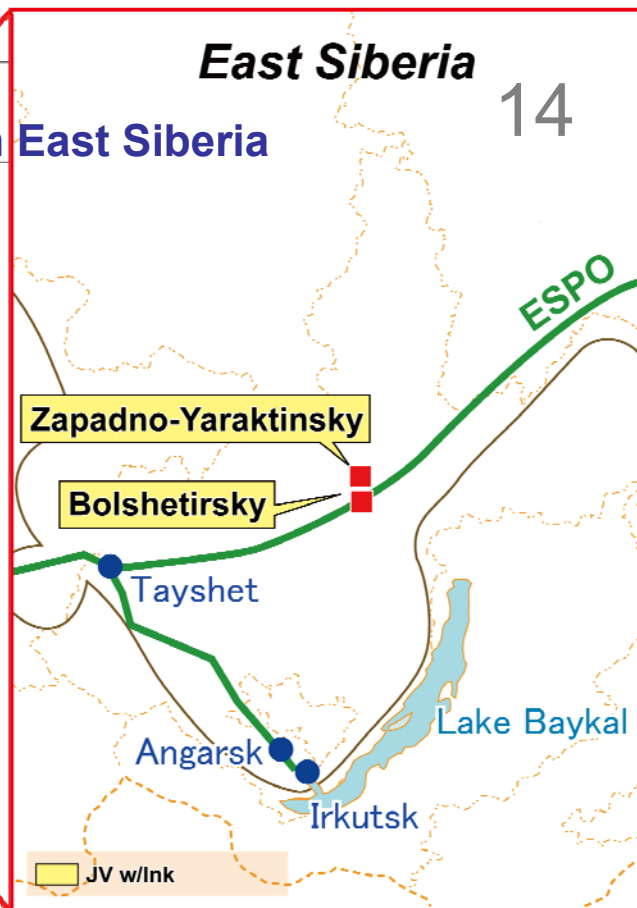 East Siberia
14
East Siberia
ESPO
Zapadno-Yaraktinsky
Bolshetirsky
Tayshet
Lake Baykal
Angarsk
Irkutsk
JV w/Ink